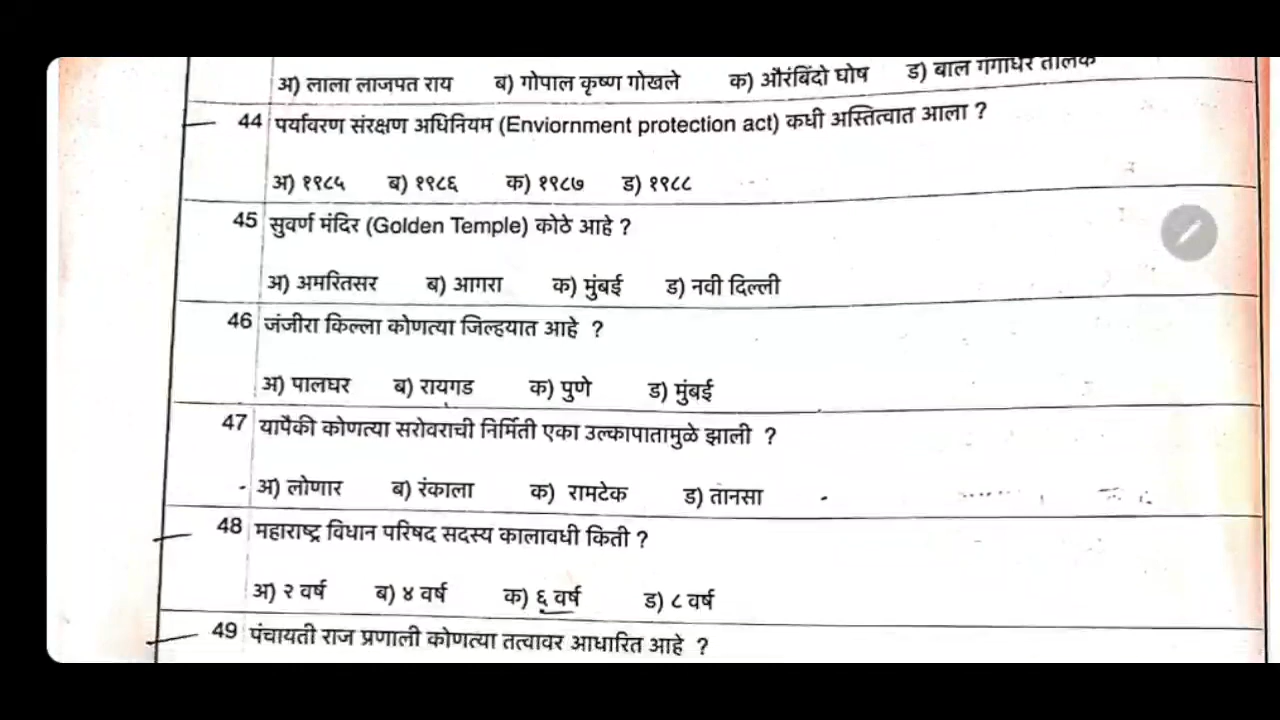 अ) लाला लाजपत राय ब) गोपाल कृष्ण गोखले क) औरंबिंदो घोष ड) बाल गंगाधर तालक
44 पर्यावरण संरक्षण अधिनियम (Enviornment protection act) कधी अस्तित्वात आला ?
अ) १९८५ ब) १९८६ क) १९८७ ड) १९८८
45 सुवर्ण मंदिर (Golden Temple) कोठे आहे ?
अ) अमरितसर ब) आगरा क) मुंबई ड) नवी दिल्ली
46 जंजीरा किल्ला कोणत्या जिल्हयात आहे ?
अ) पालघर ब) रायगड क) पुणे ड) मुंबई
47 यापैकी कोणत्या सरोवराची निर्मिती एका उल्कापातामुळे झाली ?
अ) लोणार ब) रंकाला क) रामटेक ड) तानसा
48 महाराष्ट्र विधान परिषद सदस्य कालावधी किती ?
अ) २ वर्ष ब) ४ वर्ष क) ६ वर्ष ड) ८ वर्ष
49 पंचायती राज प्रणाली कोणत्या तत्वावर आधारित आहे ?